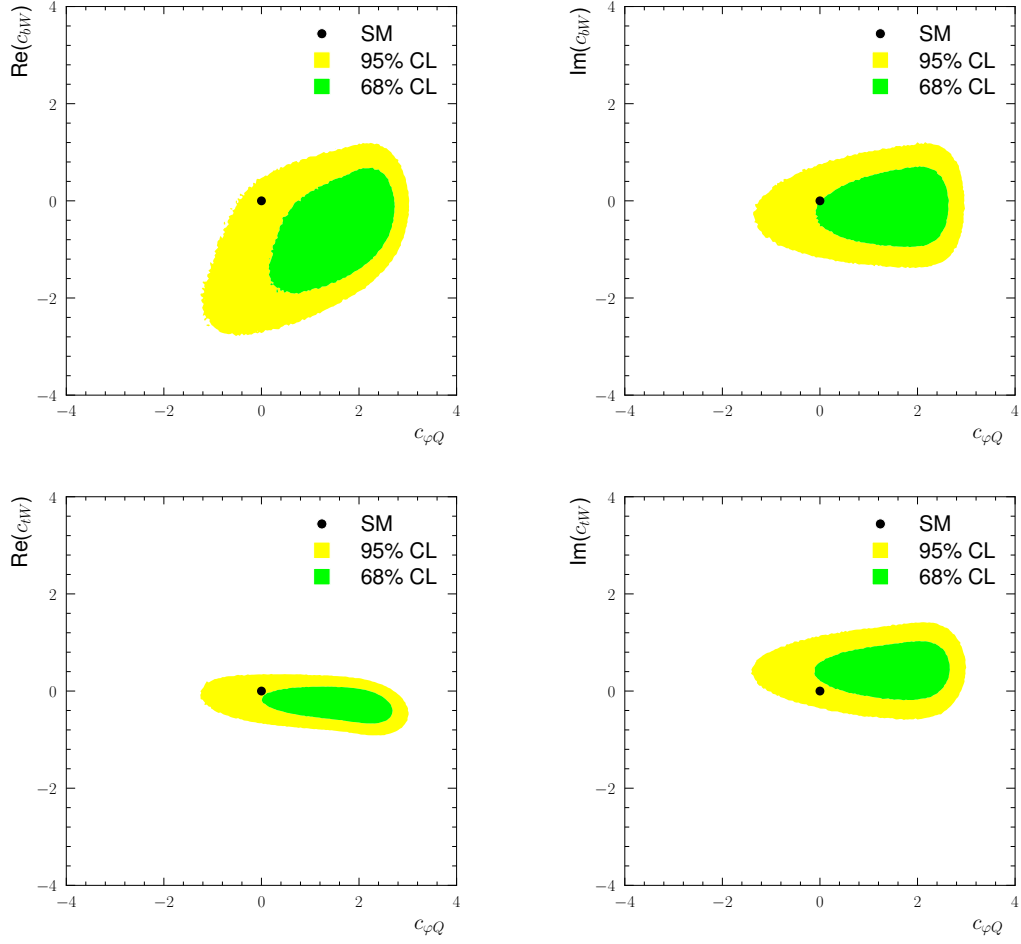 4
2
0
−2
−4
−4
−2
0
2
4
Re(c_{bW})
c_{φQ}
SM
95% CL
68% CL
4
2
0
−2
−4
−4
−2
0
2
4
Im(c_{bW})
c_{φQ}
SM
95% CL
68% CL
4
2
0
−2
−4
−4
−2
0
2
4
Re(c_{tW})
c_{φQ}
SM
95% CL
68% CL
4
2
0
−2
−4
−4
−2
0
2
4
Im(c_{tW})
c_{φQ}
SM
95% CL
68% CL